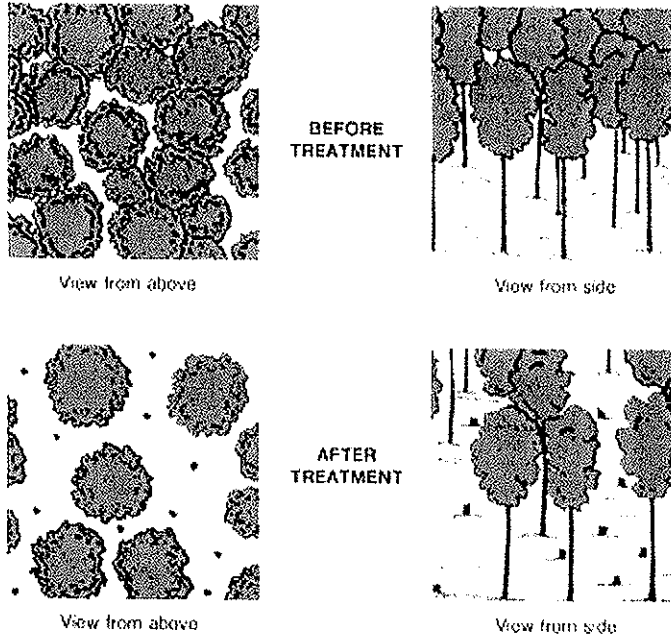 BEFORE
TREATMENT
View from above
View from side
AFTER
TREATMENT
View from above
View from side